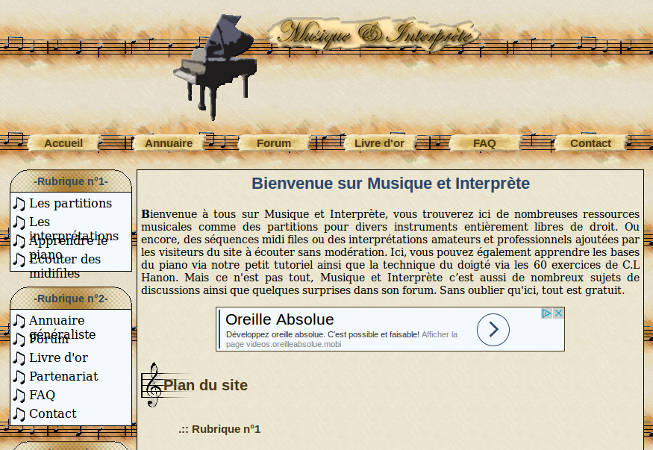 Musique & Interprète
Accueil
Annuaire
Forum
Livre d'or
FAQ
Contact
-Rubrique n°1-
Les partitions
Les
interprétations
Apprendre le
piano
Ecouter des
midifiles
-Rubrique n°2-
Annuaire
généraliste
Forum
Livre d'or
Partenariat
FAQ
Contact
Bienvenue sur Musique et Interprète
Bienvenue à tous sur Musique et Interprète, vous trouverez ici de nombreuses ressources
musicales comme des partitions pour divers instruments entièrement libres de droit. Ou
encore, des séquences midi files ou des interprétations amateurs et professionnels ajoutées par
les visiteurs du site à écouter sans modération. Ici, vous pouvez également apprendre les bases
du piano via notre petit tutoriel ainsi que la technique du doigté via les 60 exercices de C.L
Hanon. Mais ce n'est pas tout, Musique et Interprète c'est aussi de nombreux sujets de
discussions ainsi que quelques surprises dans son forum. Sans oublier qu'ici, tout est gratuit.
Oreille Absolue
Développez oreille absolue. C'est possible et faisable! Afficher la
page videos.oreilleabsolue.mobi
Plan du site
.:: Rubrique n°1